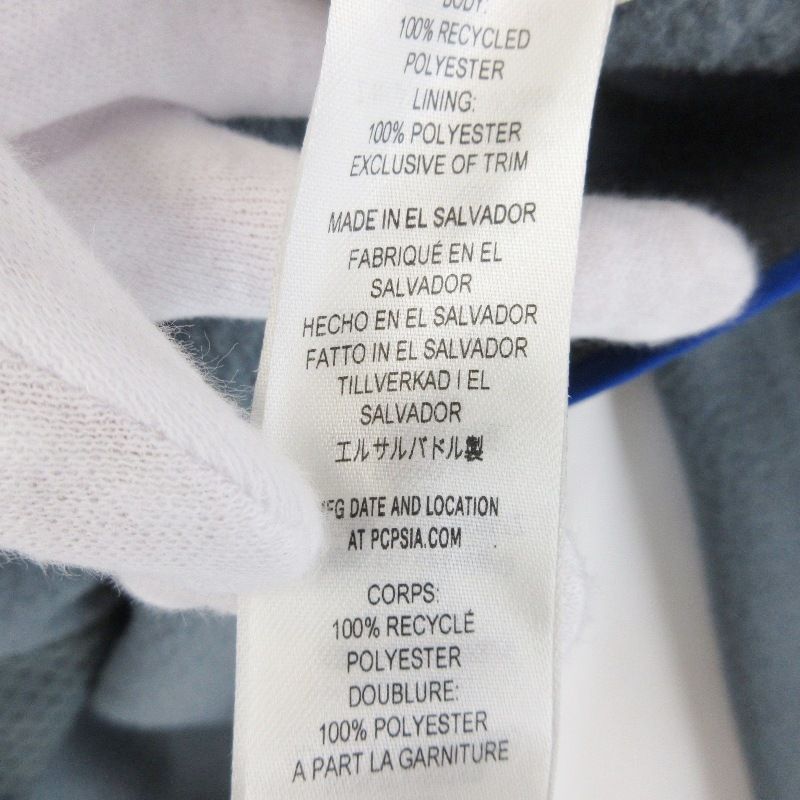 BODY:
100% RECYCLED
POLYESTER
LINING:
100% POLYESTER
EXCLUSIVE OF TRIM
MADE IN EL SALVADOR
FABRIQUÉ EN EL
SALVADOR
HECHO EN EL SALVADOR
FATTO IN EL SALVADOR
TILLVERKAD I EL
SALVADOR
エルサルバドル製
FG DATE AND LOCATION
AT PCPSIA.COM
CORPS:
100% RECYCLÉ
POLYESTER
DOUBLURE:
100% POLYESTER
A PART LA GARNITURE